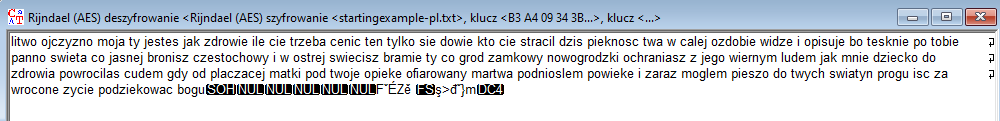 Rijndael (AES) deszyfrowanie <Rijndael (AES) szyfrowanie <startingexample-pl.txt>, klucz <B3 A4 09 34 3B...>, klucz <...>
litwo ojczyzno moja ty jestes jak zdrowie ile cie trzeba cenic ten tylko sie dowie kto cie stracil dzis pieknosc twa w calej ozdobie widze i opisuje bo tesknie po tobie
panno swieta co jasnej bronisz czestochowy i w ostrej swiecisz bramie ty co grod zamkowy nowogrodzki ochraniasz z jego wiernym ludem jak mnie dziecko do
zdrowia powrocilas cudem gdy od placzacej matki pod twoje opieke ofiarowany martwa podnioslem powieke i zaraz moglem pieszo do twych swiatyn progu isc za
wrocone zycie podziekowac boguSOHNULNULNULNULNULFˇÉZě FSş>đ˝}mDC4